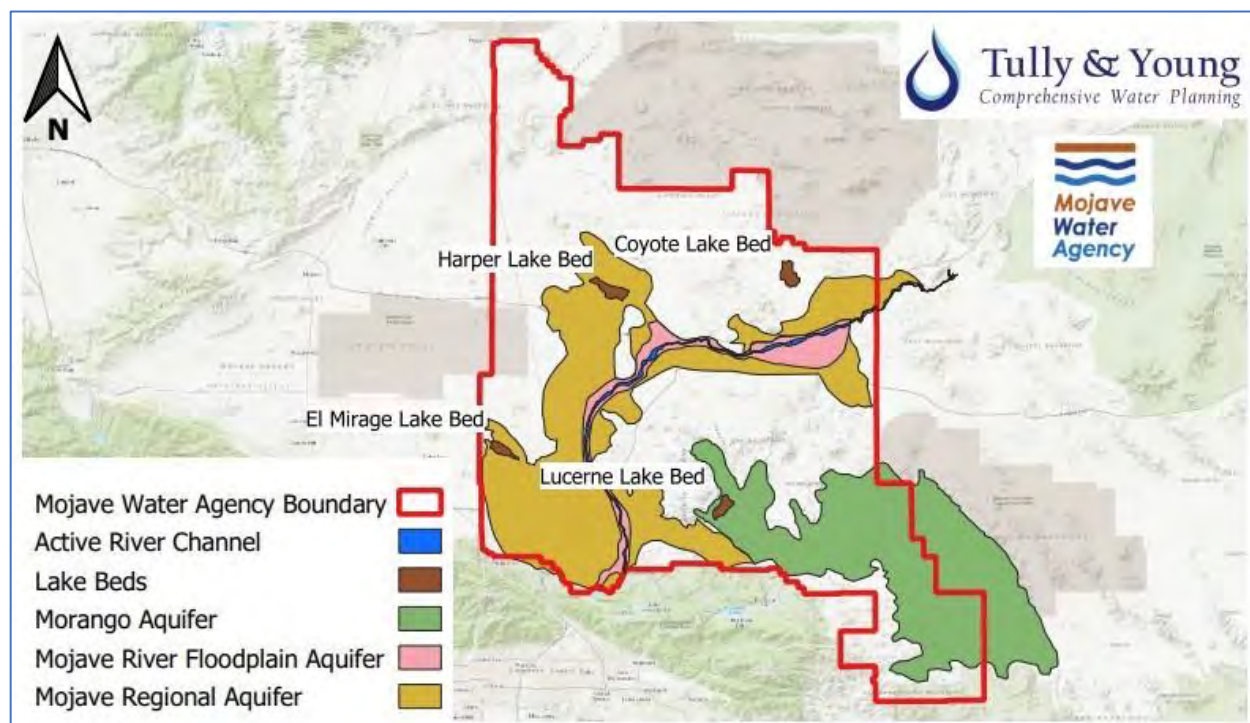 N
Tully & Young
Comprehensive Water Planning
Mojave
Water
Agency
Coyote Lake Bed
Harper Lake Bed
El Mirage Lake Bed
Lucerne Lake Bed
Mojave Water Agency Boundary
Active River Channel
Lake Beds
Morango Aquifer
Mojave River Floodplain Aquifer
Mojave Regional Aquifer